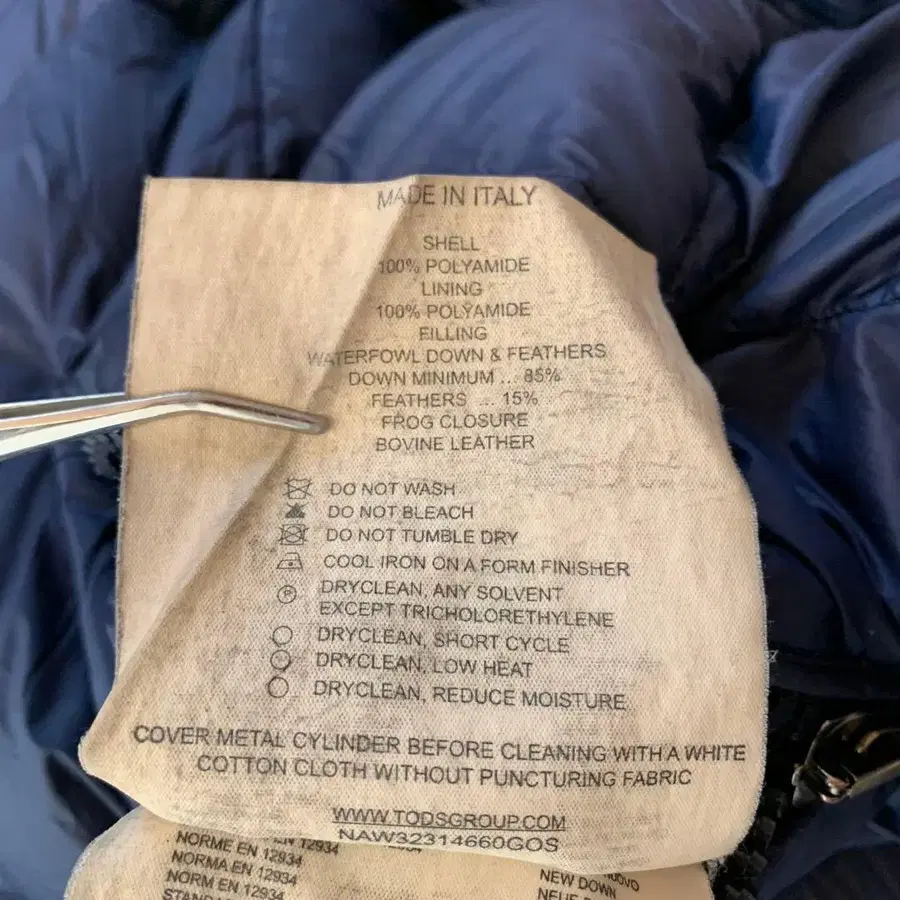 MADE IN ITALY
SHELL
100% POLYAMIDE
LINING
100% POLYAMIDE
FILLING
WATERFOWL DOWN & FEATHERS
DOWN MINIMUM ... 85%
FEATHERS ... 15%
FROG CLOSURE
BOVINE LEATHER
DO NOT WASH
DO NOT BLEACH
DO NOT TUMBLE DRY
COOL IRON ON A FORM FINISHER
P DRYCLEAN, ANY SOLVENT
EXCEPT TRICHOLORETHYLENE
DRYCLEAN, SHORT CYCLE
DRYCLEAN, LOW HEAT
DRYCLEAN, REDUCE MOISTURE
COVER METAL CYLINDER BEFORE CLEANING WITH A WHITE
COTTON CLOTH WITHOUT PUNCTURING FABRIC
WWW.TODSGROUP.COM
NAW32314660GOS
EN 12934
NORME EN 12934
NORMA EN 12934
NORM EN 12934
NUOVO
NEW DOWN